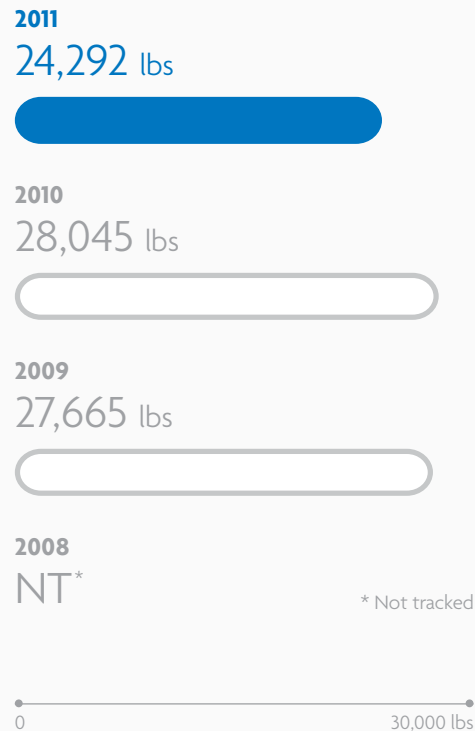 2011
24,292 lbs
2010
28,045 lbs
2009
27,665 lbs
2008
NT*
* Not tracked
0 30,000 lbs